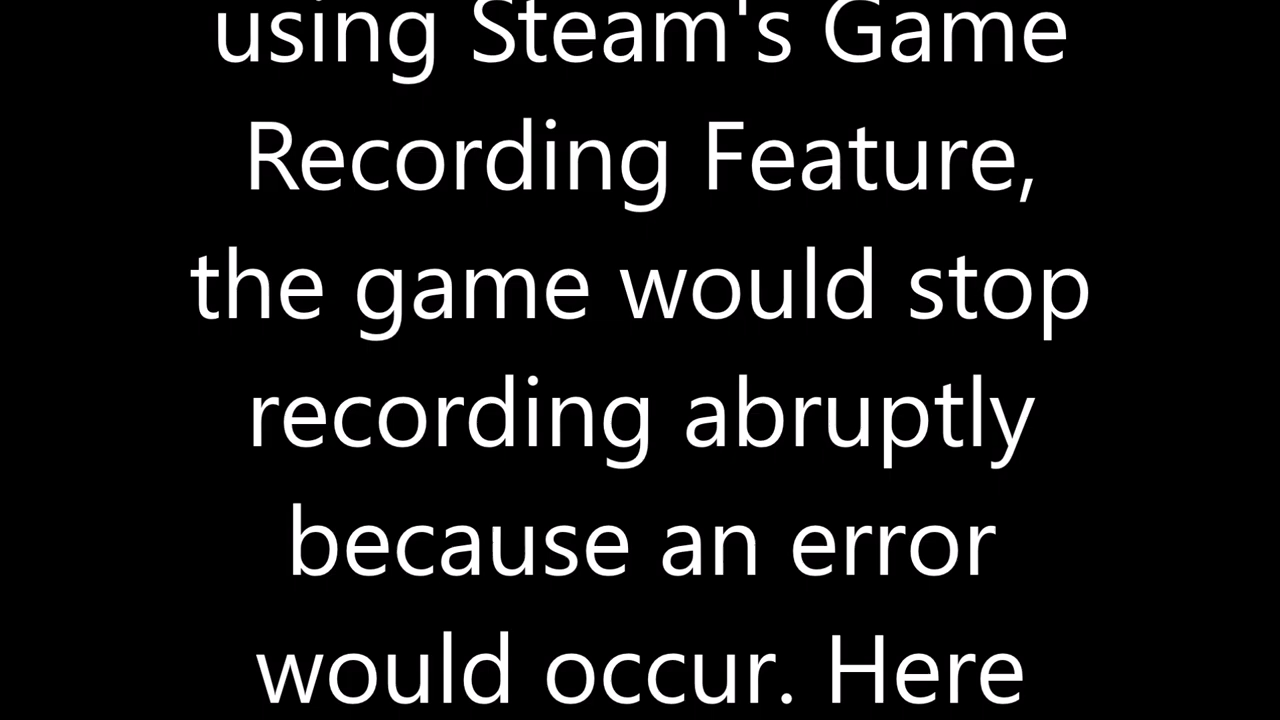 using Steam's Game
Recording Feature,
the game would stop
recording abruptly
because an error
would occur. Here